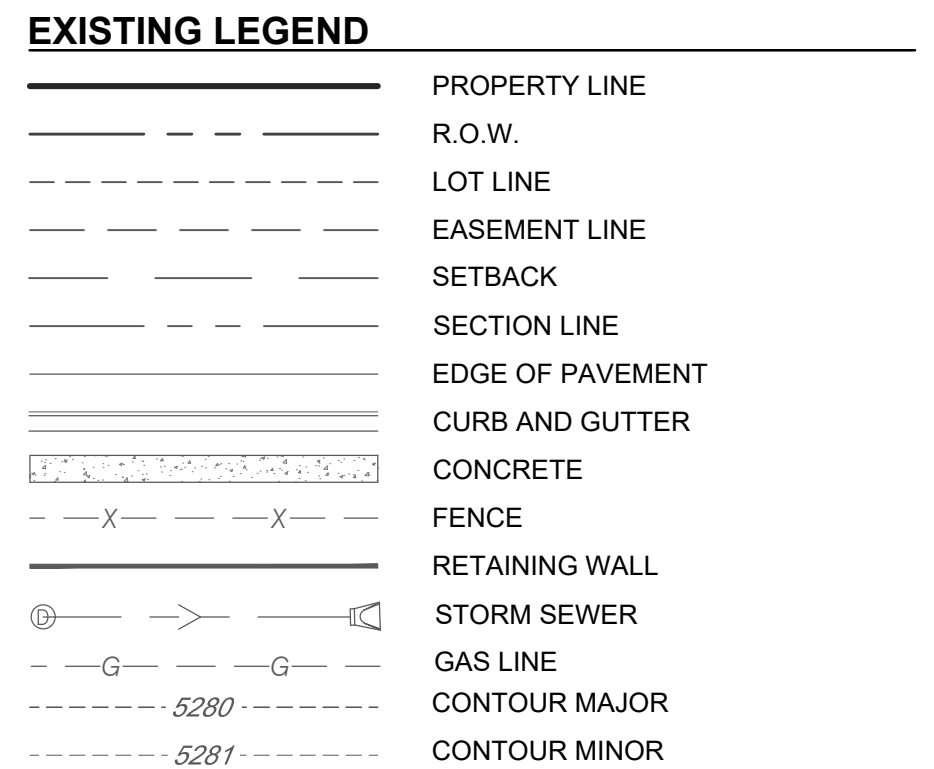 EXISTING LEGEND
PROPERTY LINE
R.O.W.
LOT LINE
EASEMENT LINE
SETBACK
SECTION LINE
EDGE OF PAVEMENT
CURB AND GUTTER
CONCRETE
X X FENCE
RETAINING WALL
D STORM SEWER
G G GAS LINE
5280 CONTOUR MAJOR
5281 CONTOUR MINOR